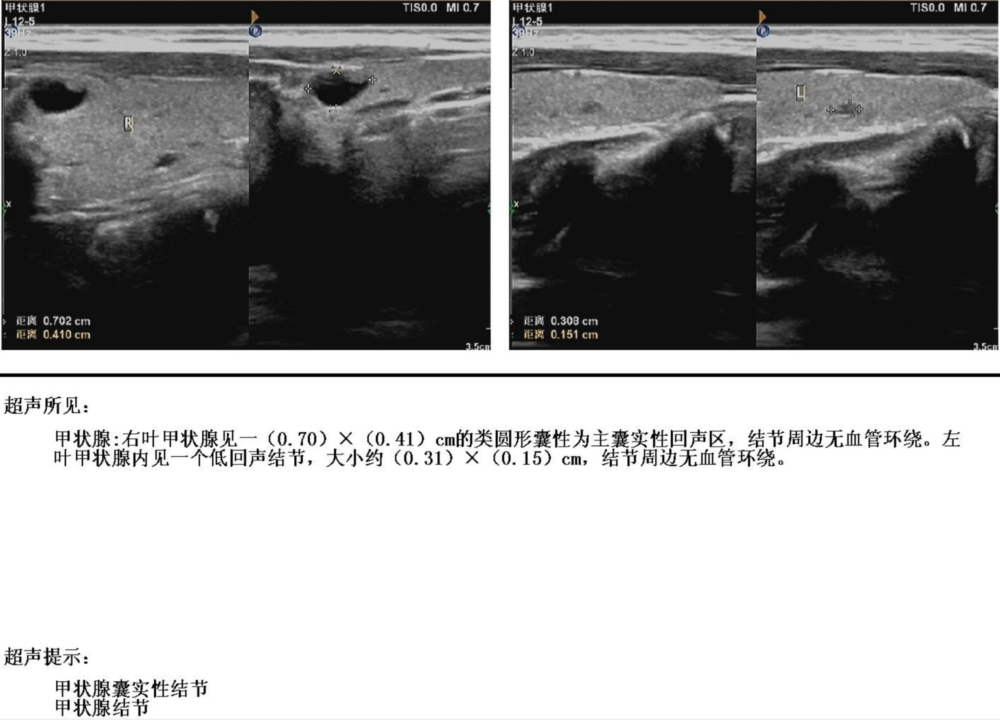 甲状腺1
TIS0.0 MI 0.7
L12-5
39Hz
Z 1.0
P
R
x
距离 0.702 cm
距离 0.410 cm
3.5cm
甲状腺1
TIS0.0 MI 0.7
L12-5
39Hz
Z 1.0
P
L
x
距离 0.308 cm
距离 0.151 cm
3.5cm
超声所见：
甲状腺:右叶甲状腺见一（0.70）×（0.41）cm的类圆形囊性为主囊实性回声区，结节周边无血管环绕。左
叶甲状腺内见一个低回声结节，大小约（0.31）×（0.15）cm，结节周边无血管环绕。
超声提示：
甲状腺囊实性结节
甲状腺结节